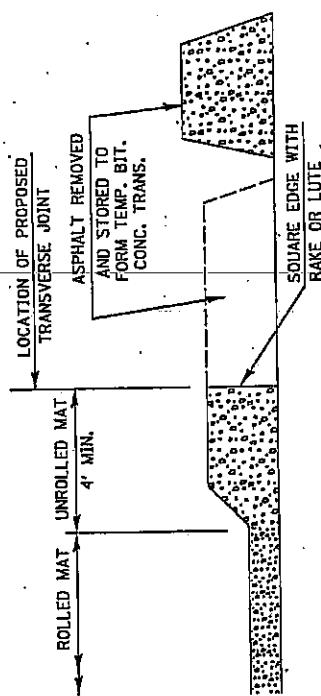 LOCATION OF PROPOSED
TRANSVERSE JOINT
ASPHALT REMOVED
AND STORED TO
FORM TEMP. BIT.
CONC. TRANS.
ROLLED MAT
UNROLLED MAT
4' MIN.
SQUARE EDGE WITH
RAKE OR LUTE